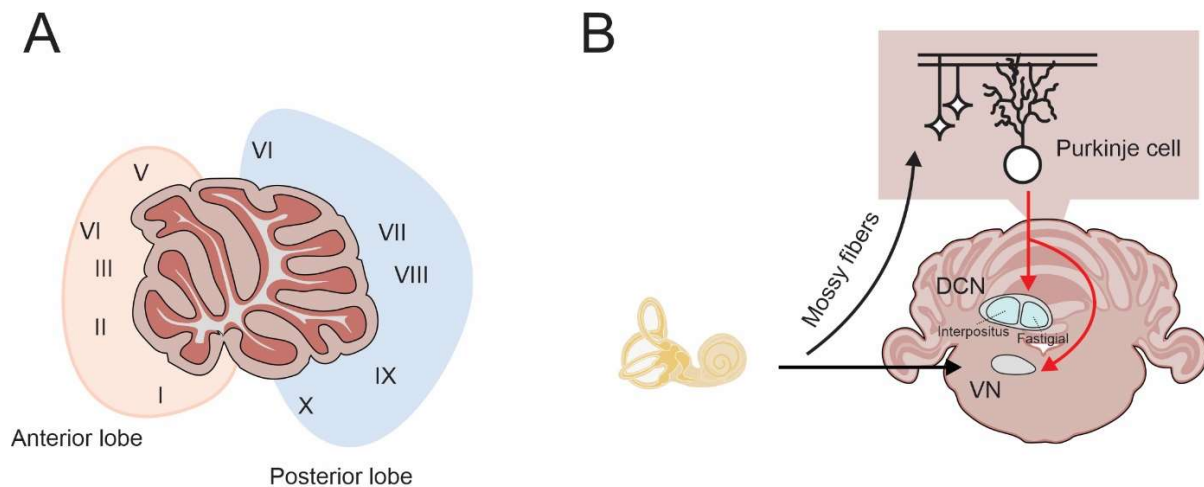 A
V
VI
III
II
I
Anterior lobe
VI
VII
VIII
IX
X
Posterior lobe
B
Purkinje cell
Mossy fibers
DCN
Interpositus
Fastigial
VN